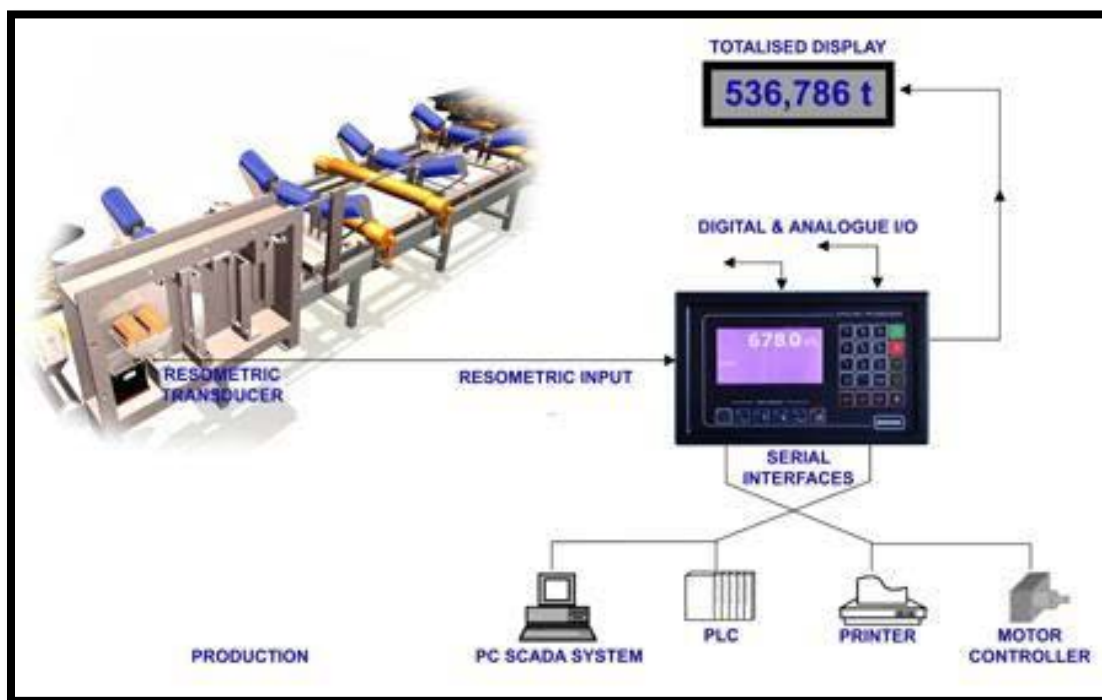 TOTALISED DISPLAY
536,786 t
DIGITAL & ANALOGUE I/O
678.0
RESOMETRIC
TRANSDUCER
RESOMETRIC INPUT
SERIAL
INTERFACES
PC SCADA SYSTEM
PLC
PRINTER
MOTOR
CONTROLLER
PRODUCTION